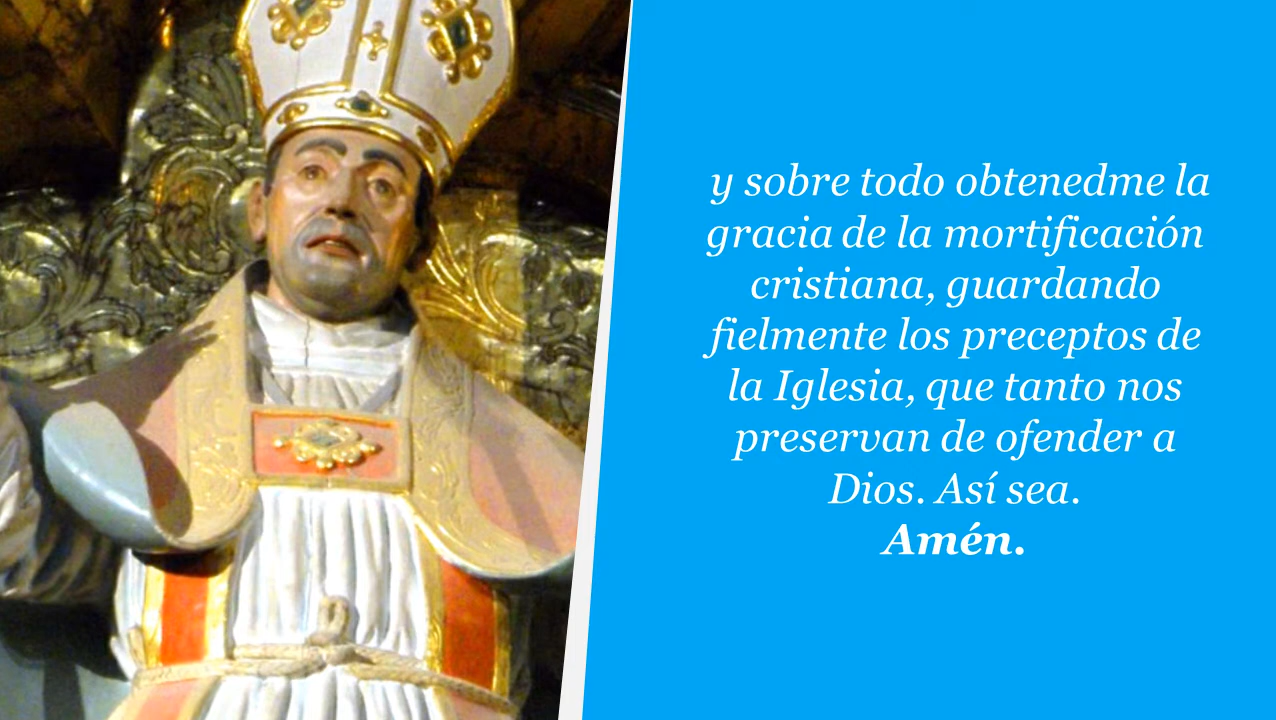 y sobre todo obtenedme la
gracia de la mortificación
cristiana, guardando
fielmente los preceptos de
la Iglesia, que tanto nos
preservan de ofender a
Dios. Así sea.
Amén.